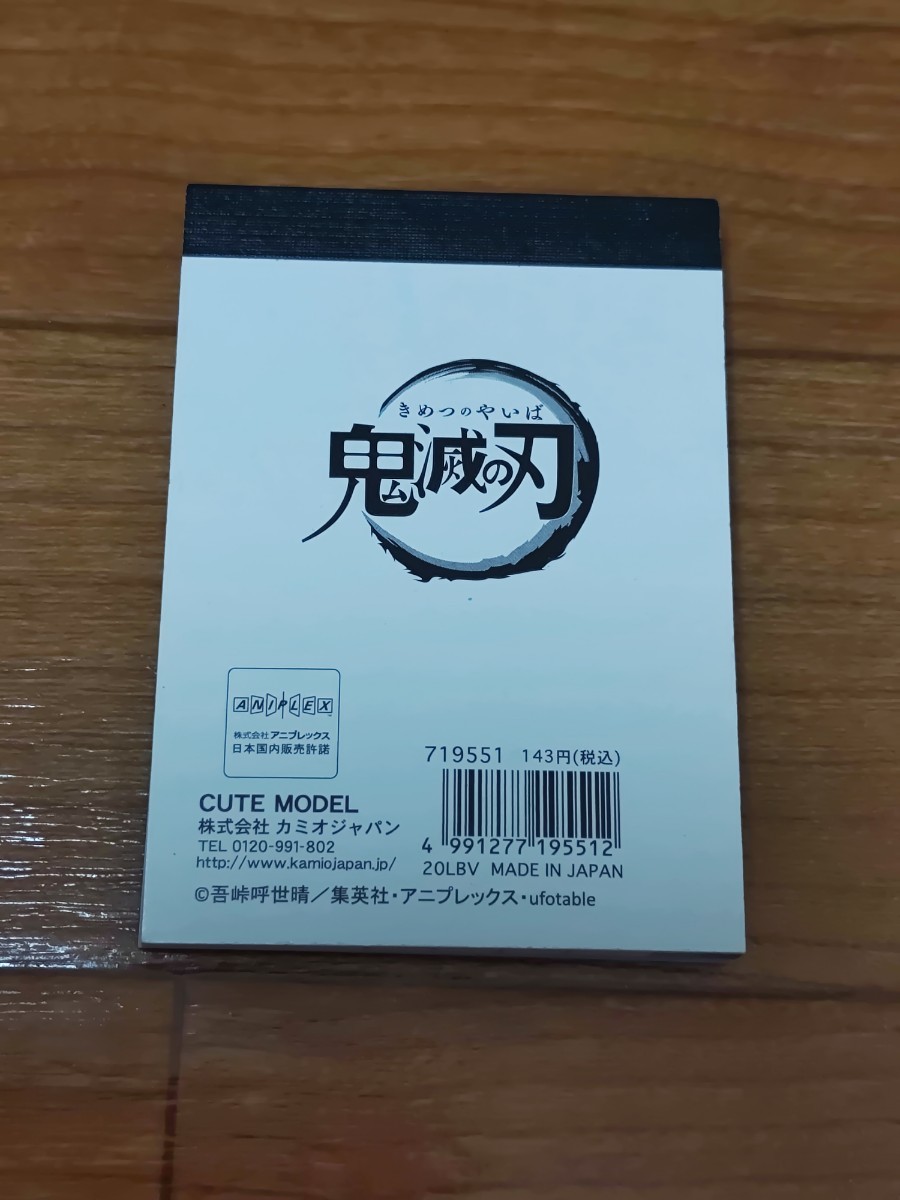 きめつのやいば
鬼滅の刃
ANIPLEX
株式会社 アニプレックス
日本国内販売許諾
719551 143円(税込)
CUTE MODEL
株式会社 カミオジャパン
TEL 0120-991-802
http://www.kamiojapan.jp/
4 991277 195512
20LBV MADE IN JAPAN
©吾峠呼世晴／集英社・アニプレックス・ufotable